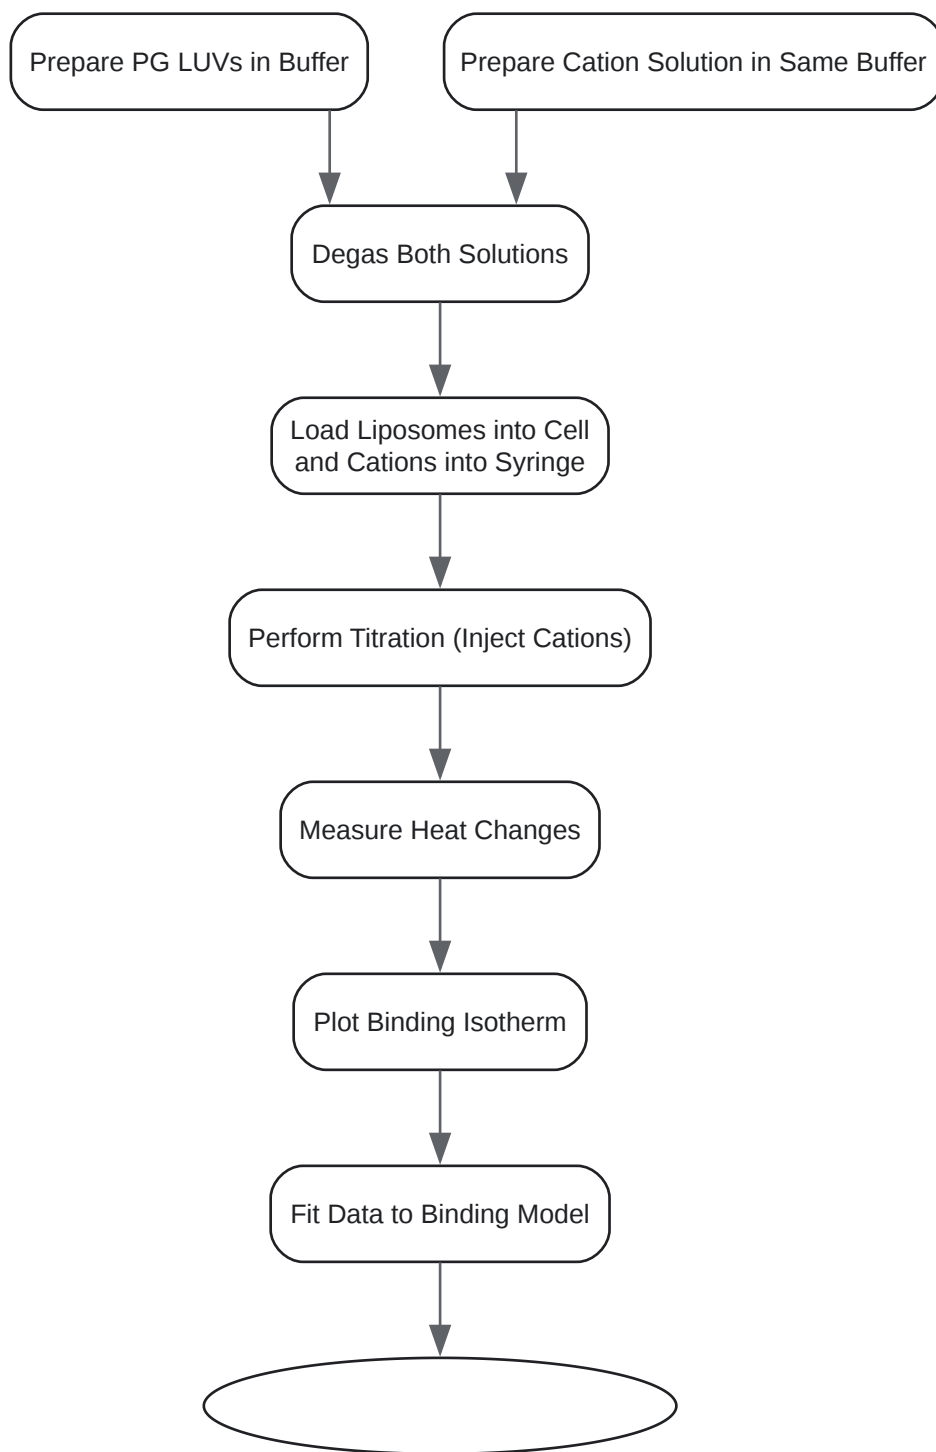 Prepare PG LUVs in Buffer
Prepare Cation Solution in Same Buffer
Degas Both Solutions
Load Liposomes into Cell
and Cations into Syringe
Perform Titration (Inject Cations)
Measure Heat Changes
Plot Binding Isotherm
Fit Data to Binding Model